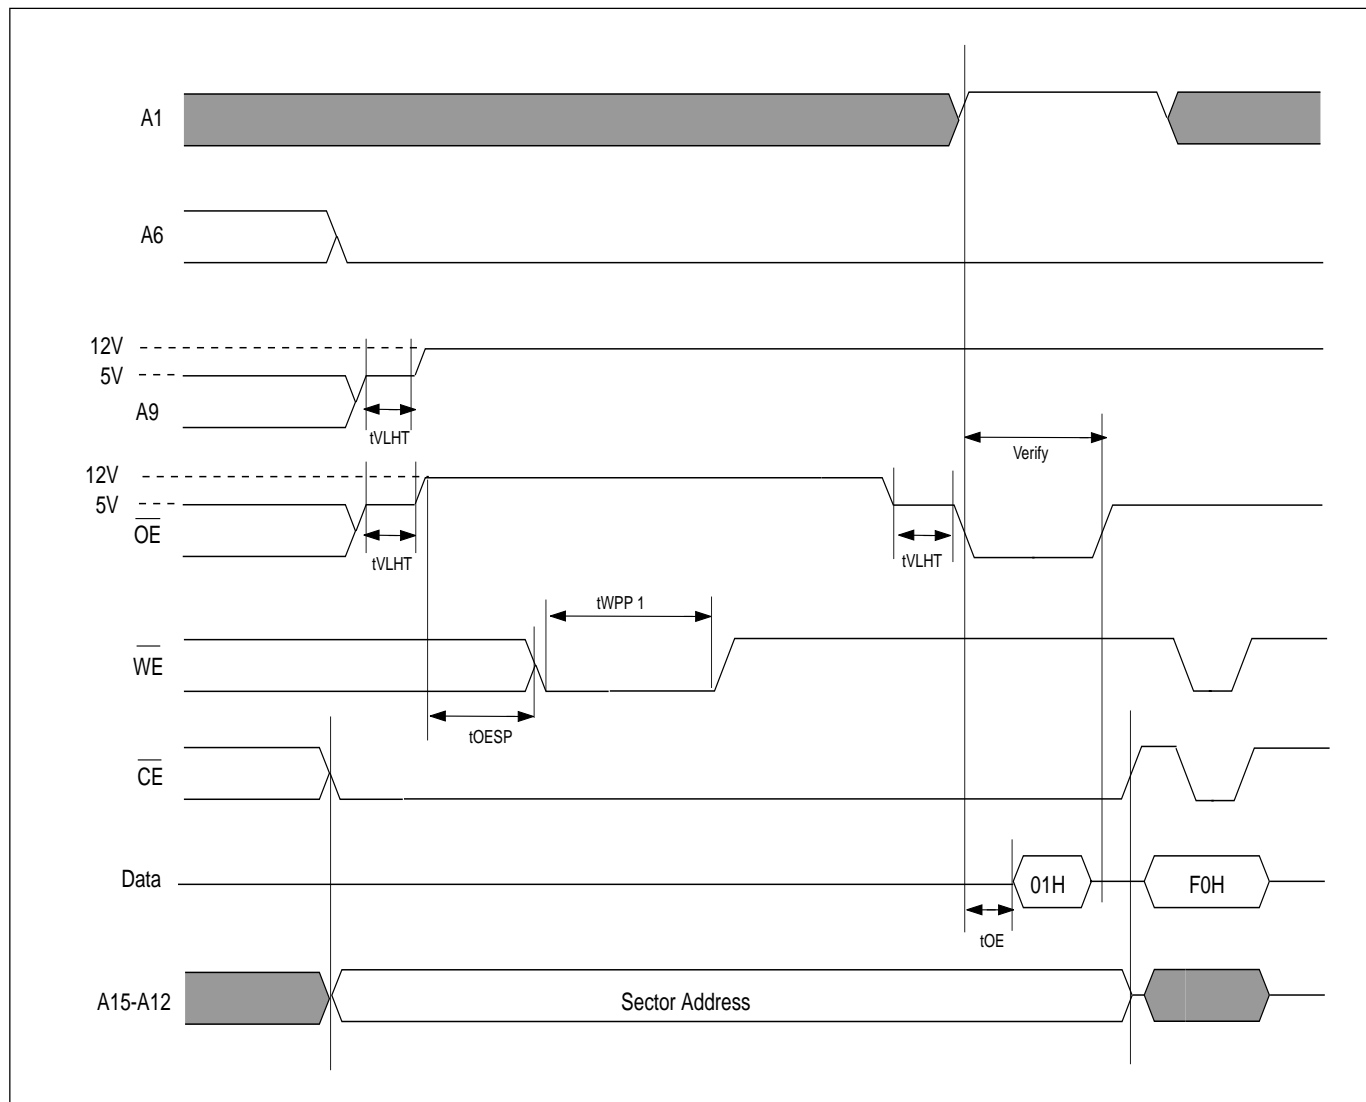 A1
A6
12V
5V
A9
tVLHT
Verify
12V
5V
OE
tVLHT
tVLHT
tWPP 1
WE
tOESP
CE
Data
01H
F0H
tOE
A15-A12
Sector Address